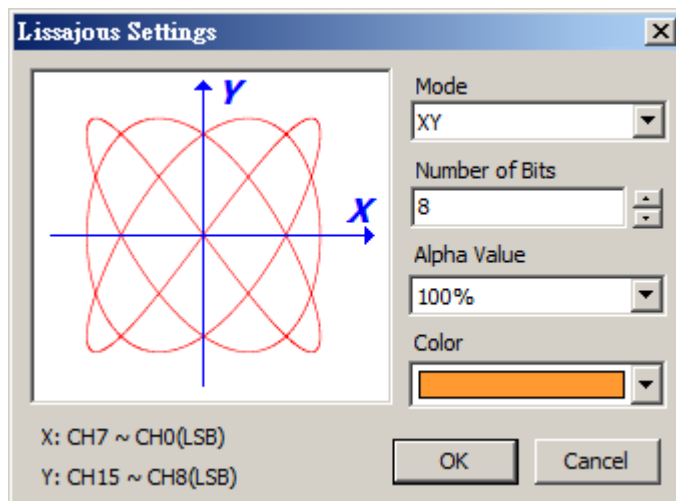 Lissajous Settings
Y
X
Mode
XY
Number of Bits
8
Alpha Value
100%
Color
X: CH7 ~ CH0(LSB)
Y: CH15 ~ CH8(LSB)
OK
Cancel